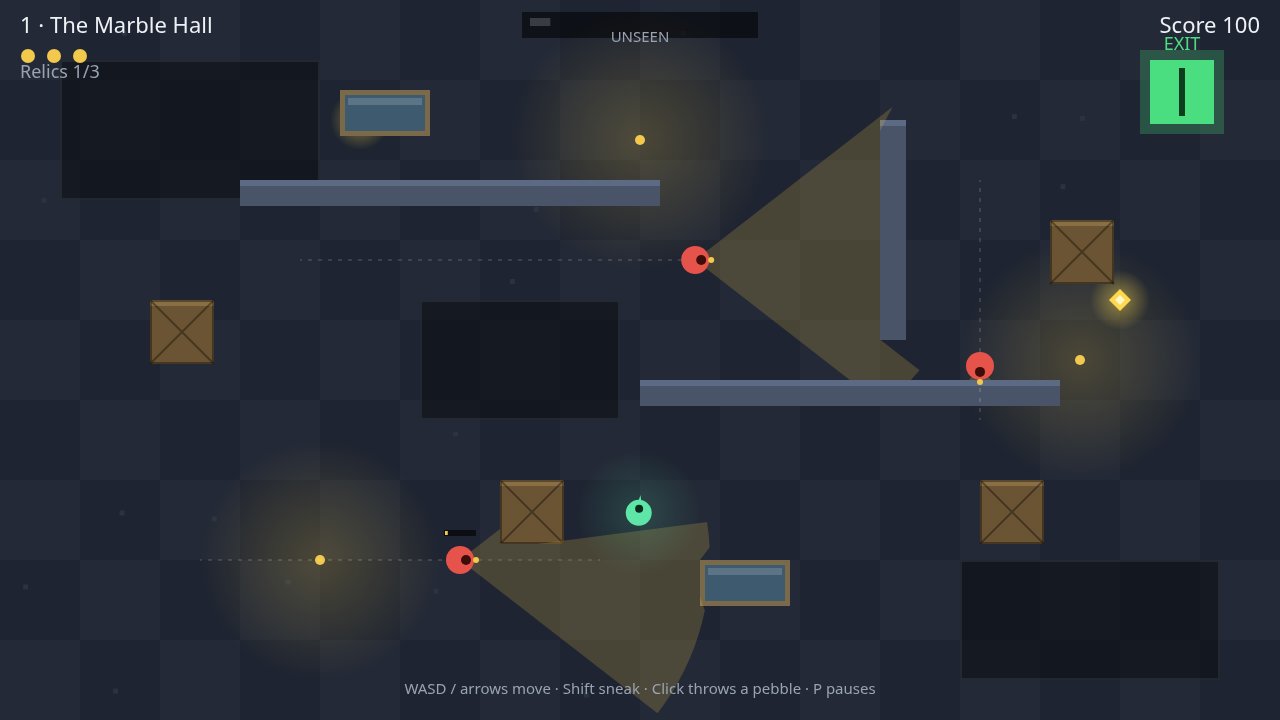 1 · The Marble Hall
Relics 1/3
UNSEEN
Score 100
EXIT
WASD / arrows move · Shift sneak · Click throws a pebble · P pauses